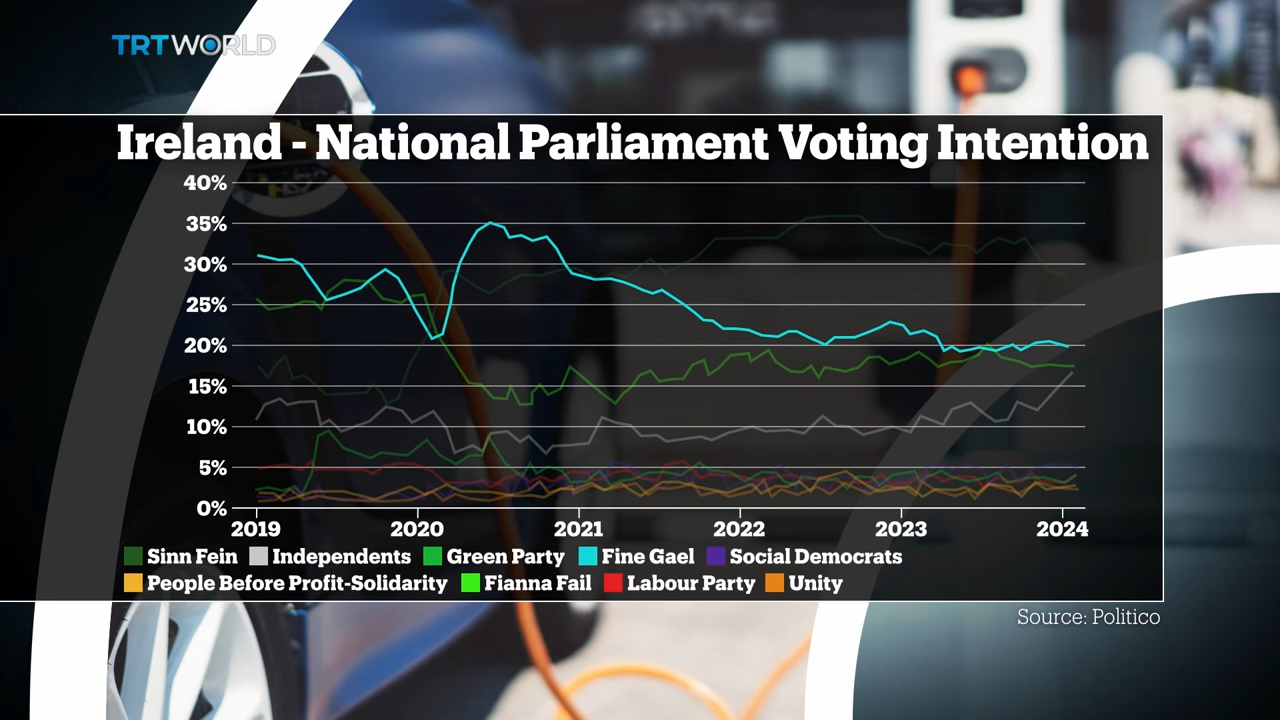 TRT WORLD
Ireland - National Parliament Voting Intention
40%
35%
30%
25%
20%
15%
10%
5%
0%
2019 2020 2021 2022 2023 2024
Sinn Fein Independents Green Party Fine Gael Social Democrats
People Before Profit-Solidarity Fianna Fail Labour Party Unity
Source: Politico